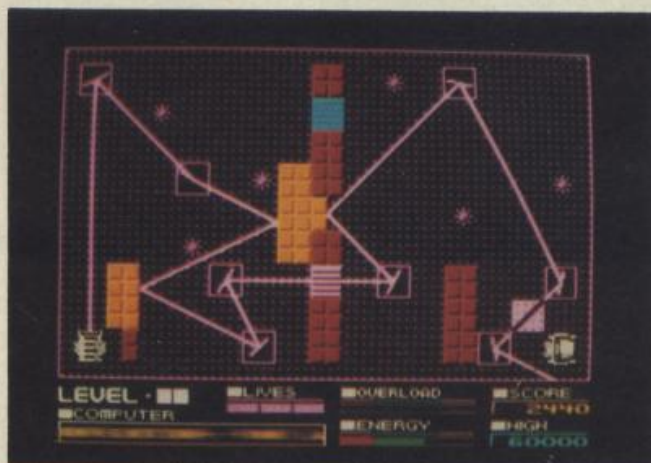 LEVEL
LIVES
OVERLOAD
SCORE
2440
COMPUTER
ENERGY
HIGH
60000